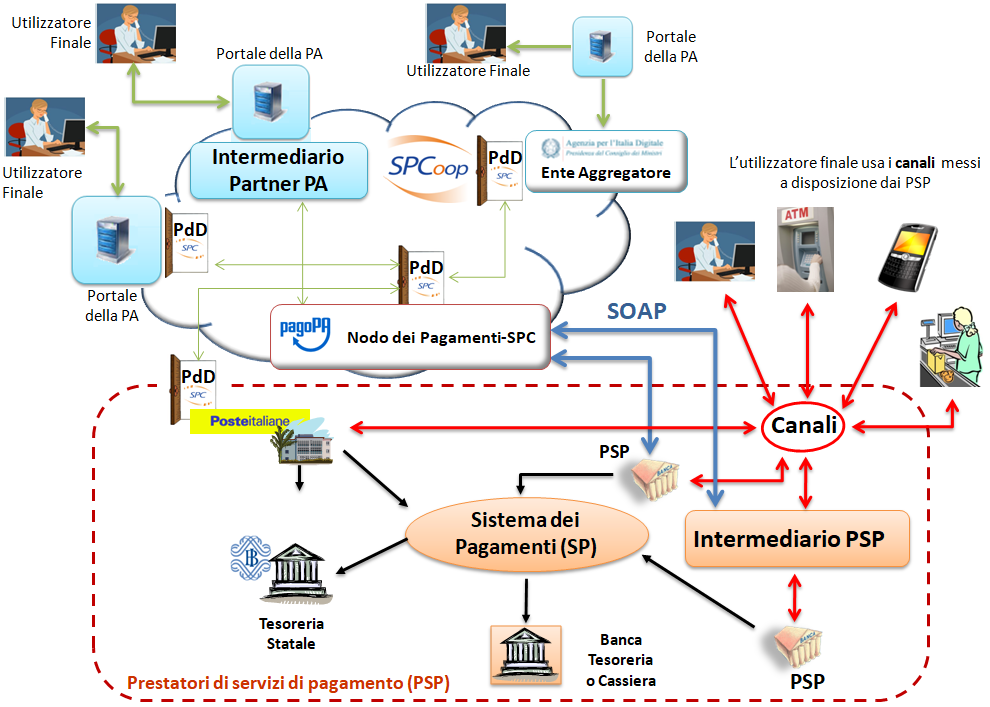 Utilizzatore
Finale
Portale della PA
Utilizzatore Finale
Portale
della PA
Utilizzatore
Finale
Intermediario
Partner PA
SPCoop
PdD
SPC
Agenzia per l'Italia Digitale
Presidenza del Consiglio dei Ministri
Ente Aggregatore
L'utilizzatore finale usa i canali messi
a disposizione dai PSP
ATM
PdD
SPC
PdD
SPC
Portale
della PA
SOAP
pagoPA
Nodo dei Pagamenti-SPC
PdD
SPC
Posteitaliane
Canali
PSP
BANCA
Sistema dei
Pagamenti (SP)
Intermediario PSP
Tesoreria
Statale
Banca
Tesoreria
o Cassiera
BANCA
PSP
Prestatori di servizi di pagamento (PSP)